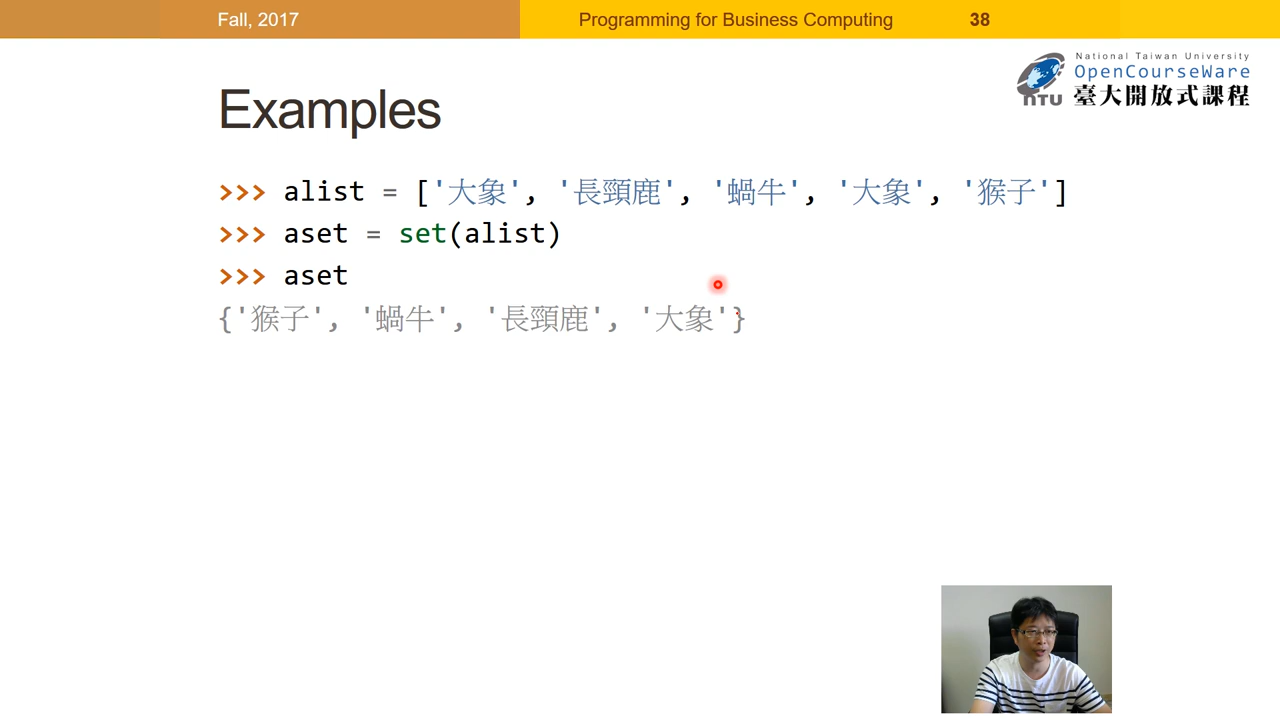 Fall, 2017
Programming for Business Computing
38
National Taiwan University
OpenCourseWare
NTU 臺大開放式課程
Examples
>>> alist = ['大象', '長頸鹿', '蝸牛', '大象', '猴子']
>>> aset = set(alist)
>>> aset
{'猴子', '蝸牛', '長頸鹿', '大象'}